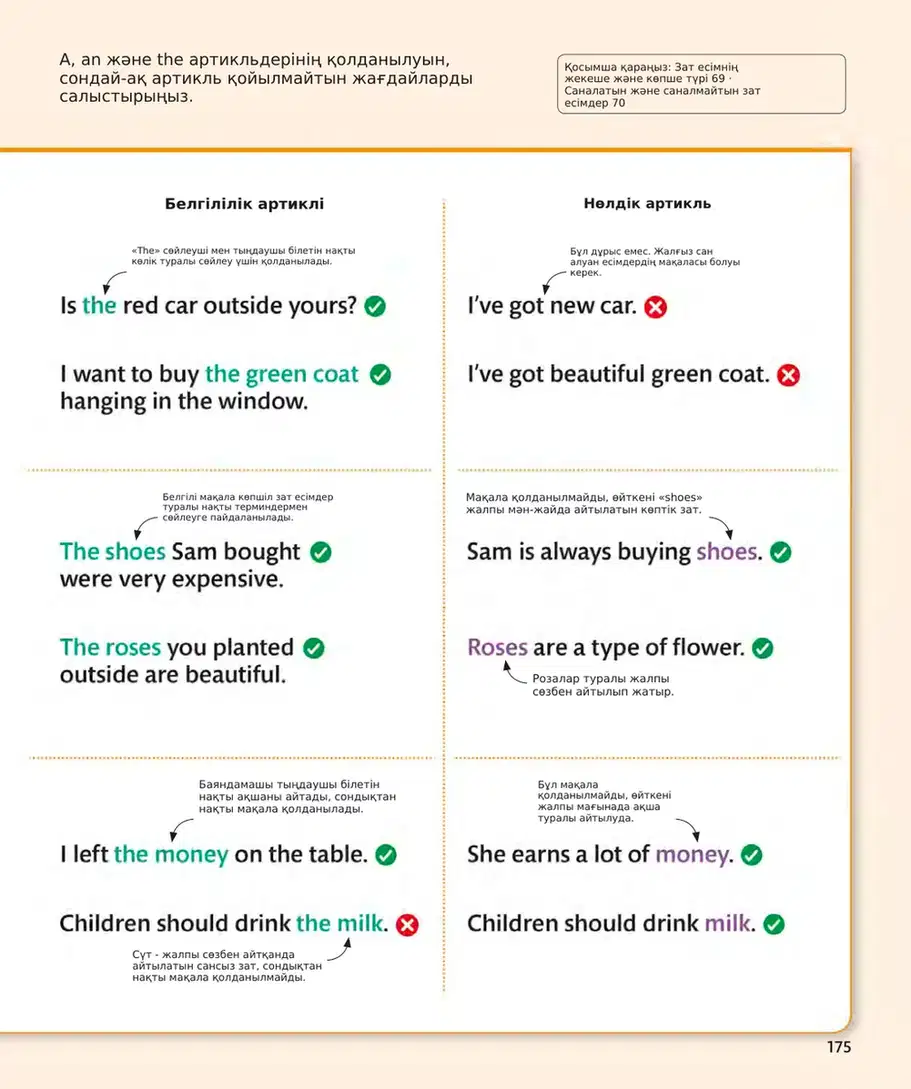 A, an және the артикльдерінің қолданылуын,
сондай-ақ артикль қойылмайтын жағдайларды
салыстырыңыз.
Қосымша қараңыз: Зат есімнің
жекеше және көпше түрі 69 ·
Саналатын және саналмайтын зат
есімдер 70
Белгілілік артиклі
«The» сөйлеуші мен тыңдаушы білетін нақты
көлік туралы сөйлеу үшін қолданылады.
Is the red car outside yours?
I want to buy the green coat
hanging in the window.
Нөлдік артикль
Бұл дұрыс емес. Жалғыз сан
алуан есімдердің мақаласы болуы
керек.
I've got new car.
I've got beautiful green coat.
Белгілі мақала көпшіл зат есімдер
туралы нақты терминдермен
сөйлеуге пайдаланылады.
The shoes Sam bought
were very expensive.
The roses you planted
outside are beautiful.
Мақала қолданылмайды, өйткені «shoes»
жалпы мән-жайда айтылатын көптік зат.
Sam is always buying shoes.
Roses are a type of flower.
Розалар туралы жалпы
сөзбен айтылып жатыр.
Баяндамашы тыңдаушы білетін
нақты ақшаны айтады, сондықтан
нақты мақала қолданылады.
I left the money on the table.
Children should drink the milk.
Сүт - жалпы сөзбен айтқанда
айтылатын сансыз зат, сондықтан
нақты мақала қолданылмайды.
Бұл мақала
қолданылмайды, өйткені
жалпы мағынада ақша
туралы айтылуда.
She earns a lot of money.
Children should drink milk.
175